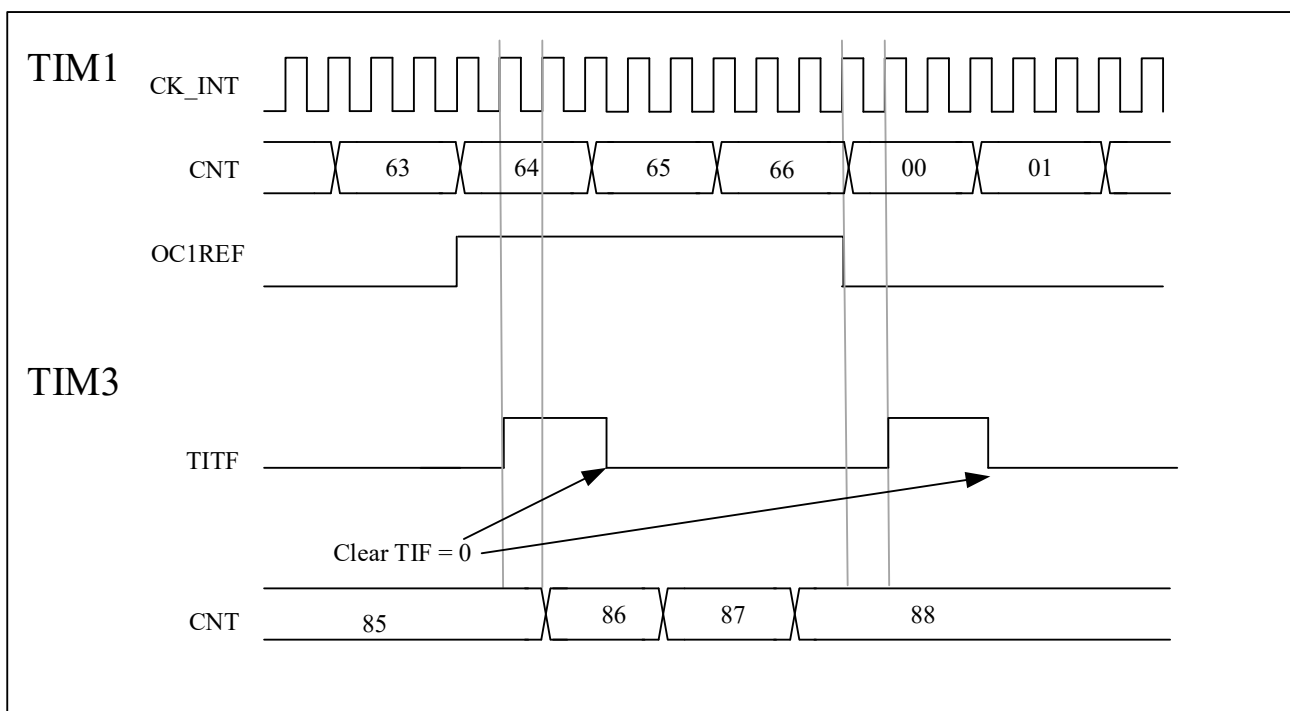 TIM1
CK_INT
CNT 63 64 65 66 00 01
OC1REF
TIM3
TITF
Clear TIF = 0
CNT 85 86 87 88